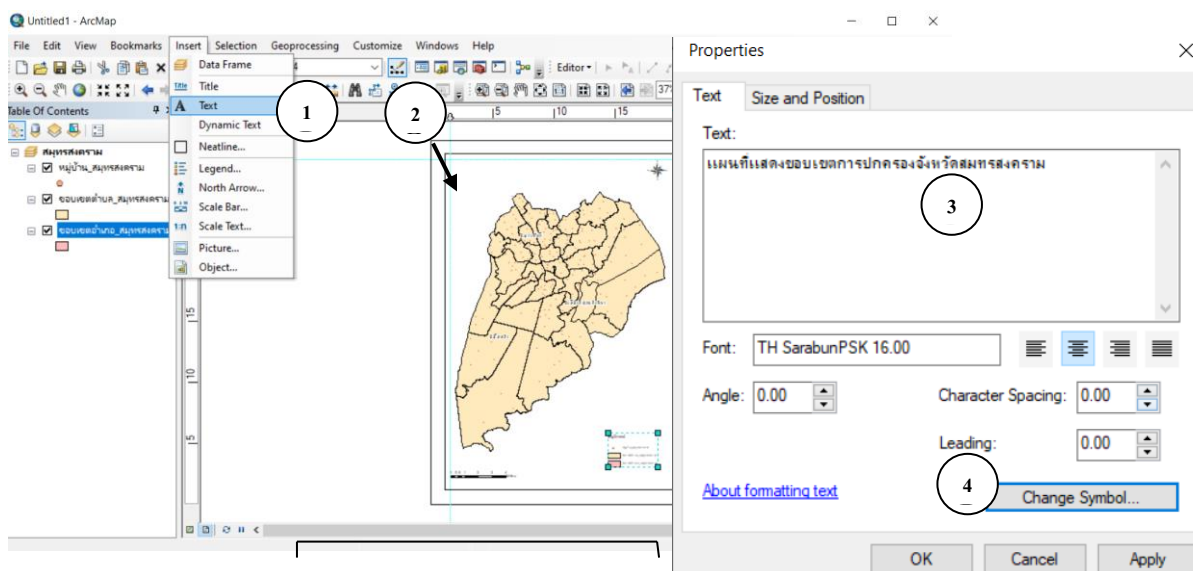 Untitled1 - ArcMap
File Edit View Bookmarks Insert Selection Geoprocessing Customize Windows Help
Editor
Table Of Contents
สมุทรสงคราม
หมู่บ้าน_สมุทรสงคราม
ขอบเขตตำบล_สมุทรสงคราม
ขอบเขตอำเภอ_สมุทรสงคราม
Data Frame
Title
Text
Dynamic Text
Neatline...
Legend...
North Arrow...
Scale Bar...
Scale Text...
Picture...
Object...
1
2
5 10 15
15
10
5
Properties
Text Size and Position
Text:
แผนที่แสดงขอบเขตการปกครองจังหวัดสมทรสงคราม
3
Font: TH SarabunPSK 16.00
Angle: 0.00 Character Spacing: 0.00
Leading: 0.00
About formatting text 4 Change Symbol...
OK Cancel Apply